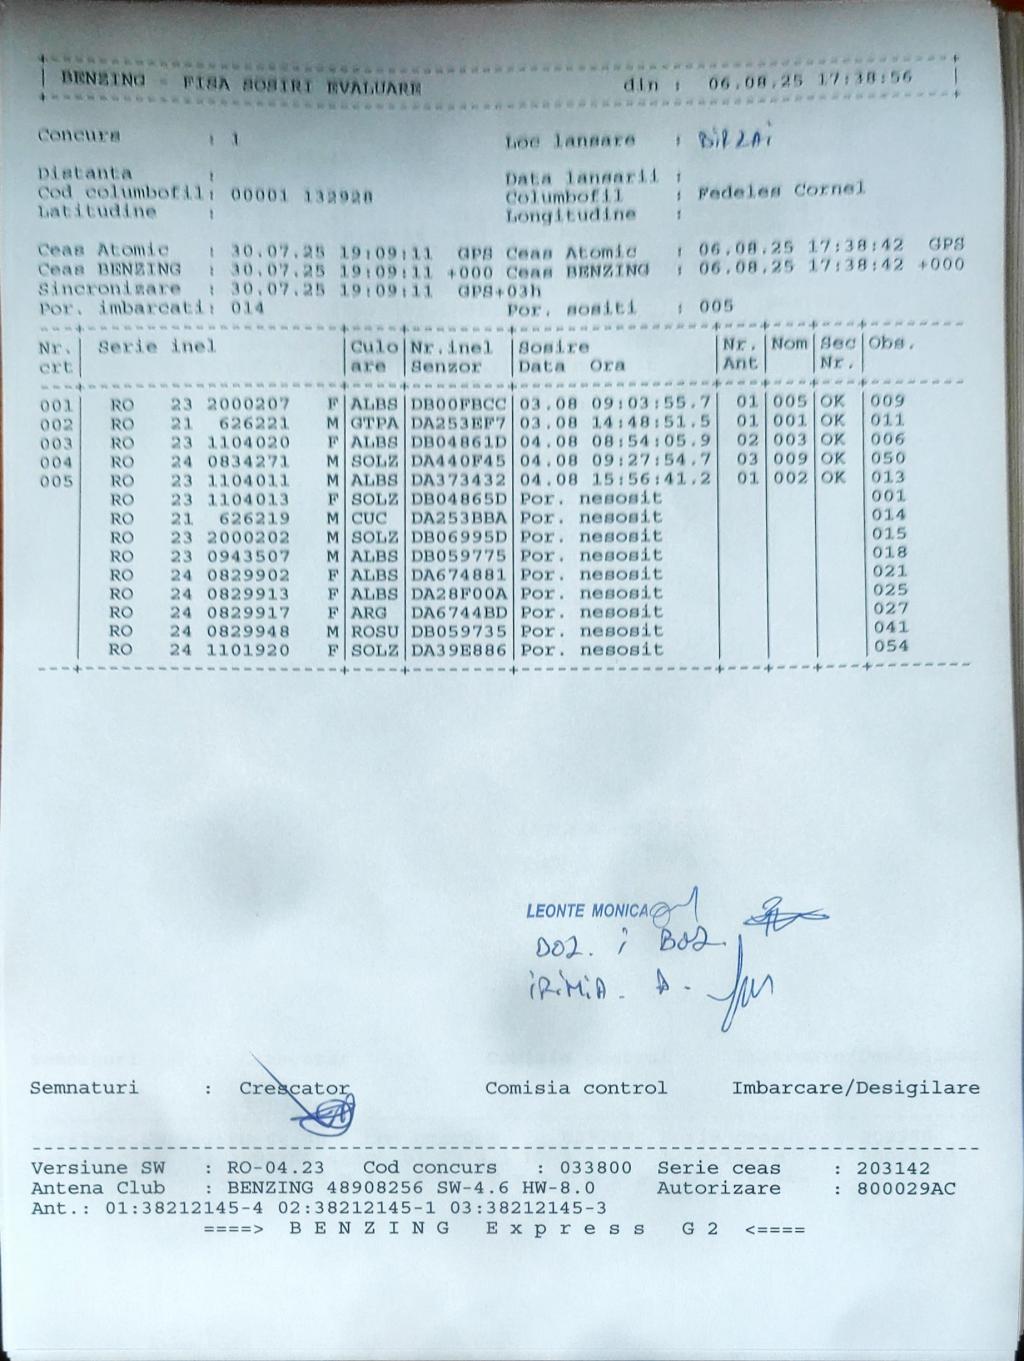 BENZING - FISA SOSIRI EVALUARE din : 06.08.25 17:38:56
Concurs : 1 Loc lansare : BiRZAi
Distanta : Data lansarii :
Cod columbofil: 00001 132928 Columbofil : Fedeles Cornel
Latitudine : Longitudine :
Ceas Atomic : 30.07.25 19:09:11 GPS Ceas Atomic : 06.08.25 17:38:42 GPS
Ceas BENZING : 30.07.25 19:09:11 +000 Ceas BENZING : 06.08.25 17:38:42 +000
Sincronizare : 30.07.25 19:09:11 GPS+03h
Por. imbarcati: 014 Por. sositi : 005
Nr. Serie inel Culo Nr.inel Sosire Nr. Nom Sec Obs.
crt are Senzor Data Ora Ant Nr.
001 RO 23 2000207 F ALBS DB00FBCC 03.08 09:03:55.7 01 005 OK 009
002 RO 21 626221 M GTPA DA253EF7 03.08 14:48:51.5 01 001 OK 011
003 RO 23 1104020 F ALBS DB04861D 04.08 08:54:05.9 02 003 OK 006
004 RO 24 0834271 M SOLZ DA440F45 04.08 09:27:54.7 03 009 OK 050
005 RO 23 1104011 M ALBS DA373432 04.08 15:56:41.2 01 002 OK 013
RO 23 1104013 F SOLZ DB04865D Por. nesosit 001
RO 21 626219 M CUC DA253BBA Por. nesosit 014
RO 23 2000202 M SOLZ DB06995D Por. nesosit 015
RO 23 0943507 M ALBS DB059775 Por. nesosit 018
RO 24 0829902 F ALBS DA674881 Por. nesosit 021
RO 24 0829913 F ALBS DA28F00A Por. nesosit 025
RO 24 0829917 F ARG DA6744BD Por. nesosit 027
RO 24 0829948 M ROSU DB059735 Por. nesosit 041
RO 24 1101920 F SOLZ DA39E886 Por. nesosit 054
LEONTE MONICA
iRiMiA. A.
Semnaturi : Crescator Comisia control Imbarcare/Desigilare
Versiune SW : RO-04.23 Cod concurs : 033800 Serie ceas : 203142
Antena Club : BENZING 48908256 SW-4.6 HW-8.0 Autorizare : 800029AC
Ant.: 01:38212145-4 02:38212145-1 03:38212145-3
====> B E N Z I N G E x p r e s s G 2 <====